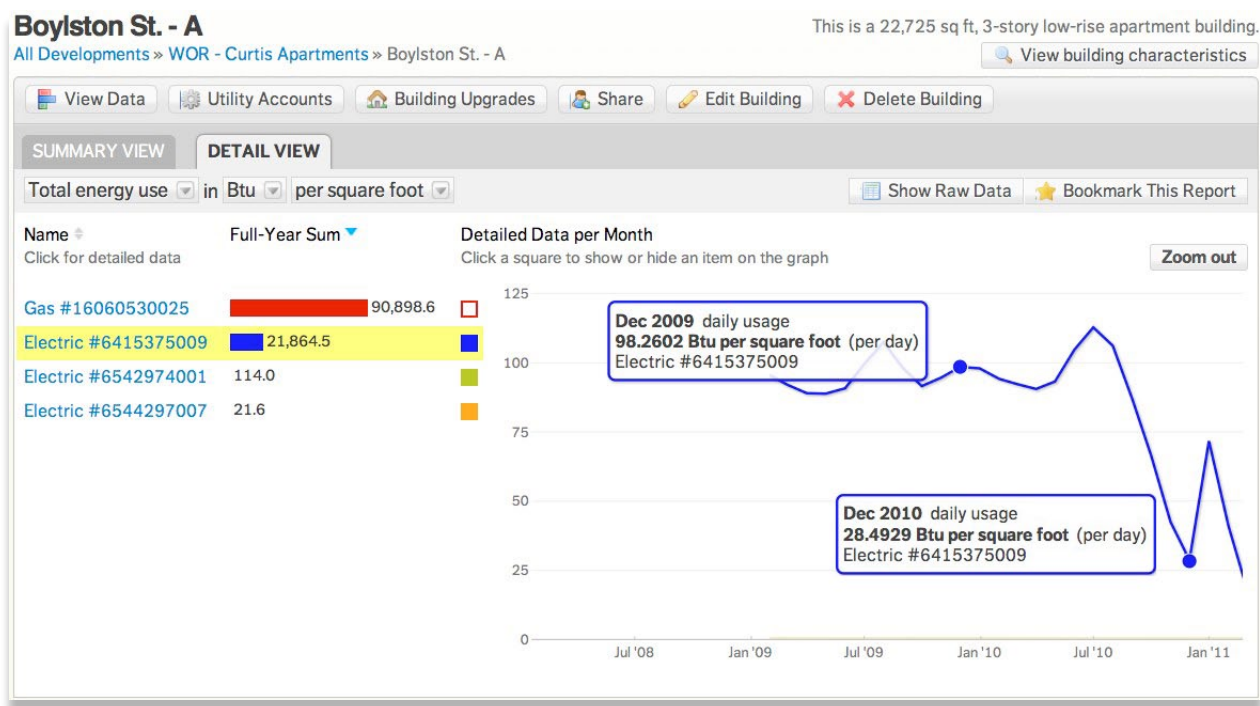 Boylston St. - A
This is a 22,725 sq ft, 3-story low-rise apartment building.
All Developments » WOR - Curtis Apartments » Boylston St. - A
View building characteristics
View Data
Utility Accounts
Building Upgrades
Share
Edit Building
Delete Building
SUMMARY VIEW
DETAIL VIEW
Total energy use in Btu per square foot
Show Raw Data
Bookmark This Report
Name
Click for detailed data
Full-Year Sum
Detailed Data per Month
Click a square to show or hide an item on the graph
Zoom out
Gas #16060530025 90,898.6
Electric #6415375009 21,864.5
Electric #6542974001 114.0
Electric #6544297007 21.6
125
100
75
50
25
0
Dec 2009 daily usage
98.2602 Btu per square foot (per day)
Electric #6415375009
Dec 2010 daily usage
28.4929 Btu per square foot (per day)
Electric #6415375009
Jul '08 Jan '09 Jul '09 Jan '10 Jul '10 Jan '11